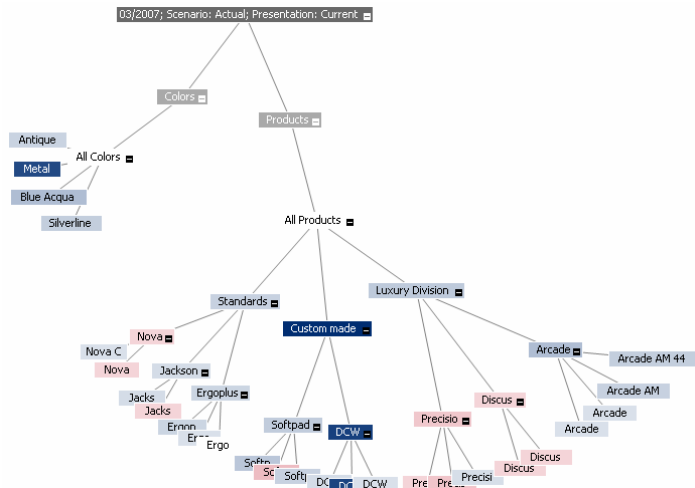 03/2007; Scenario: Actual; Presentation: Current
Colors
Products
Antique
All Colors
Metal
Blue Acqua
Silverline
All Products
Luxury Division
Standards
Custom made
Nova
Nova C
Nova
Arcade
Arcade AM 44
Jackson
Jacks
Jacks
Ergoplus
Arcade AM
Discus
Arcade
Arcade
Precisio
Softpad
DCW
Ergo
Discus
Discus
Precisi
DCW